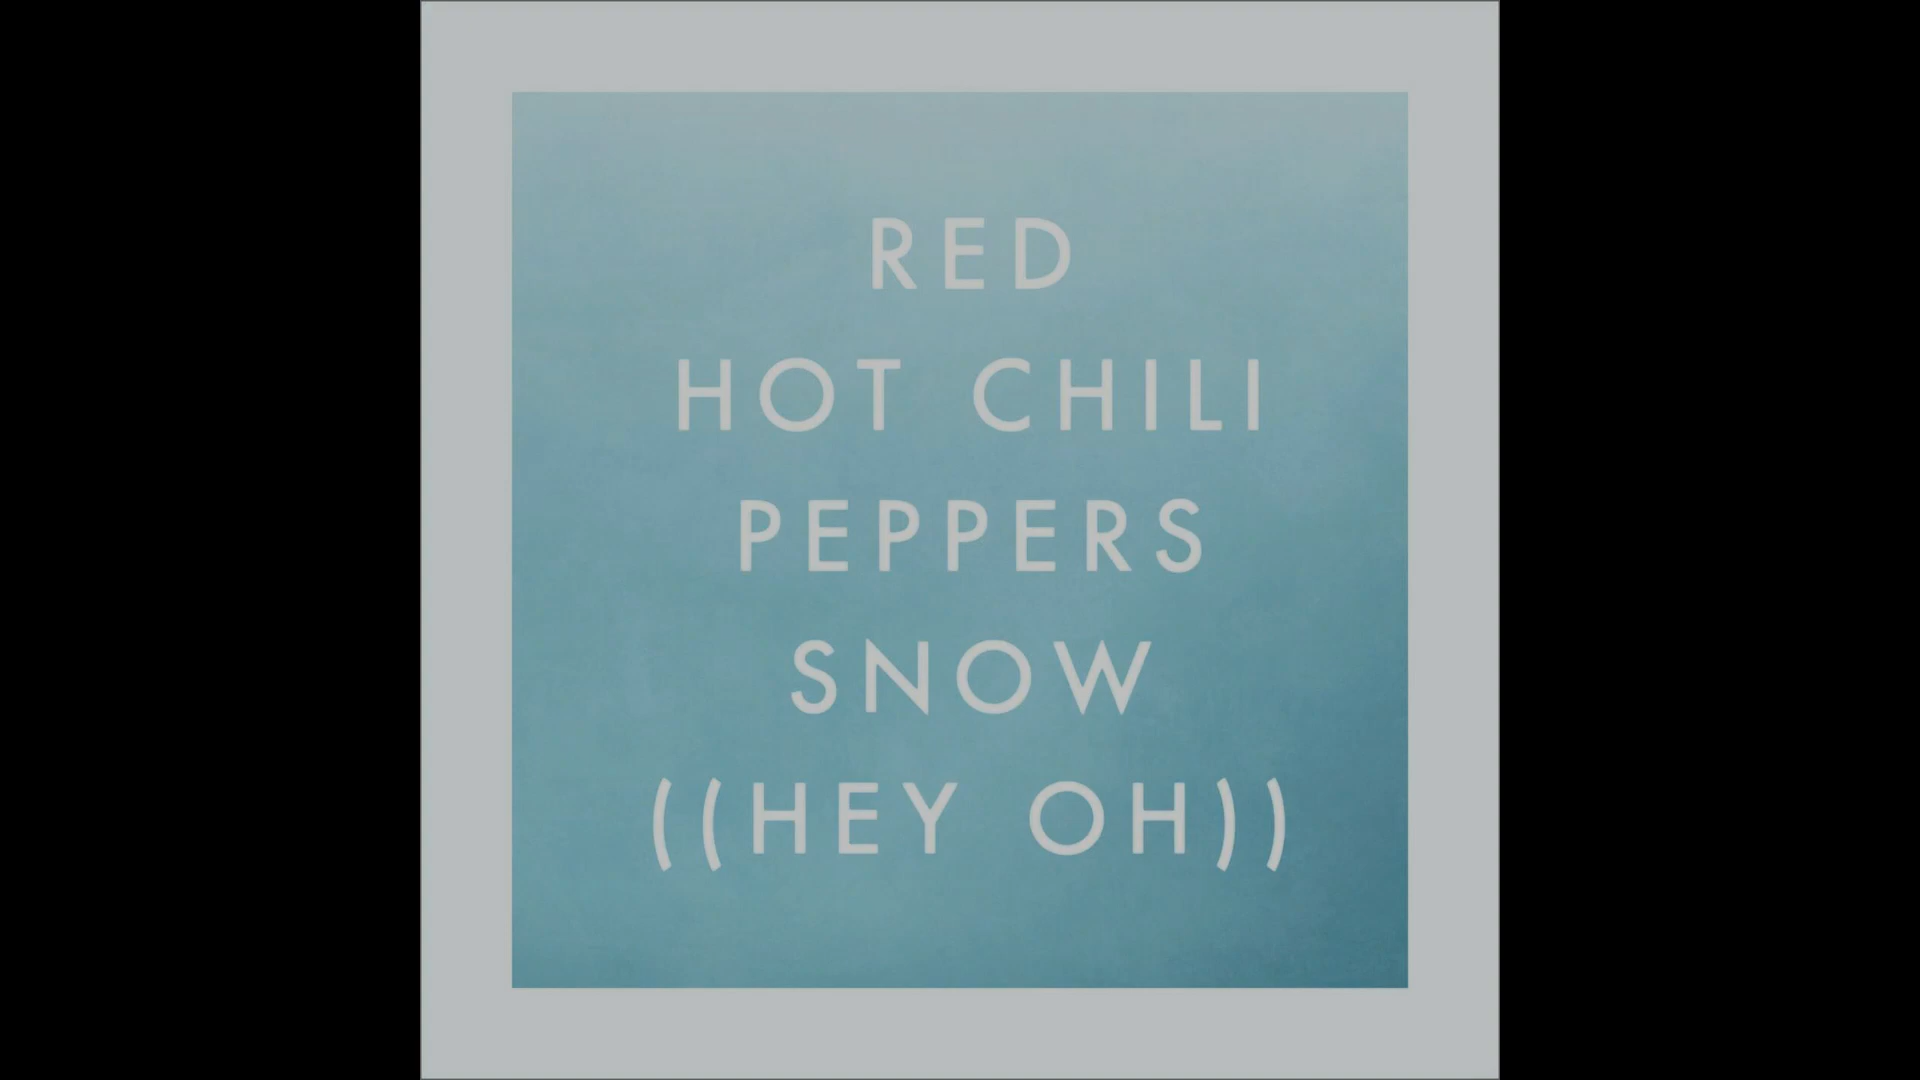 RED
HOT CHILI
PEPPERS
SNOW
((HEY OH))